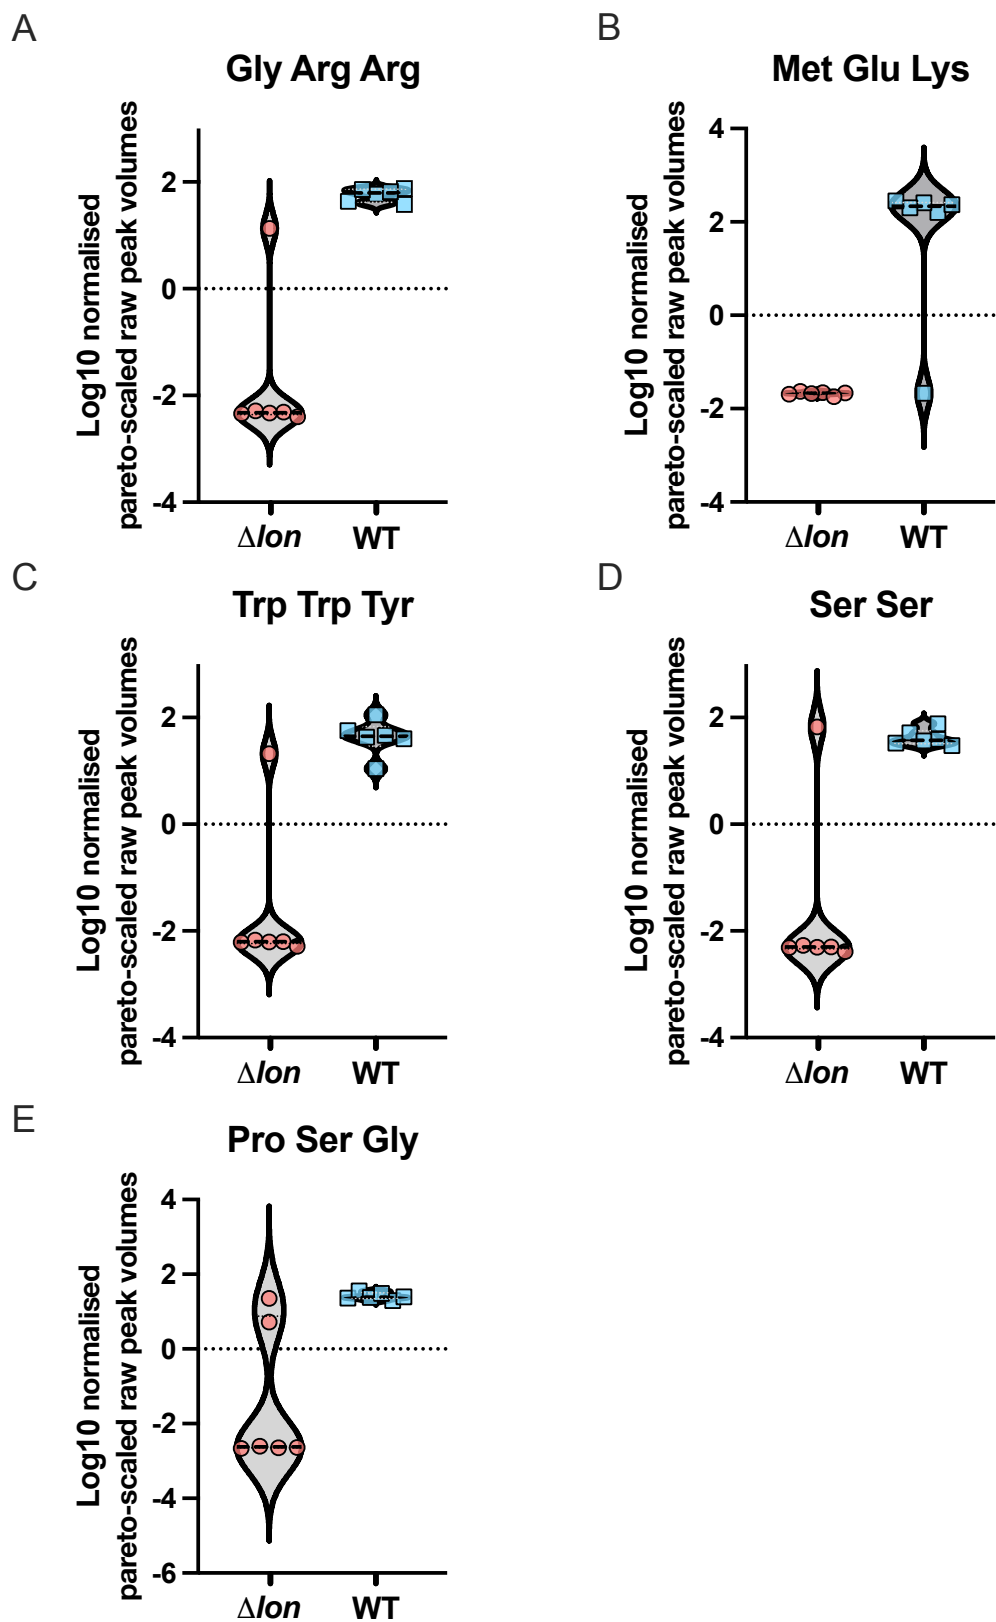 A
Gly Arg Arg
Log10 normalised
pareto-scaled raw peak volumes
2
0
-2
-4
Δlon
WT
B
Met Glu Lys
Log10 normalised
pareto-scaled raw peak volumes
4
2
0
-2
-4
Δlon
WT
C
Trp Trp Tyr
Log10 normalised
pareto-scaled raw peak volumes
2
0
-2
-4
Δlon
WT
D
Ser Ser
Log10 normalised
pareto-scaled raw peak volumes
2
0
-2
-4
Δlon
WT
E
Pro Ser Gly
Log10 normalised
pareto-scaled raw peak volumes
4
2
0
-2
-4
-6
Δlon
WT